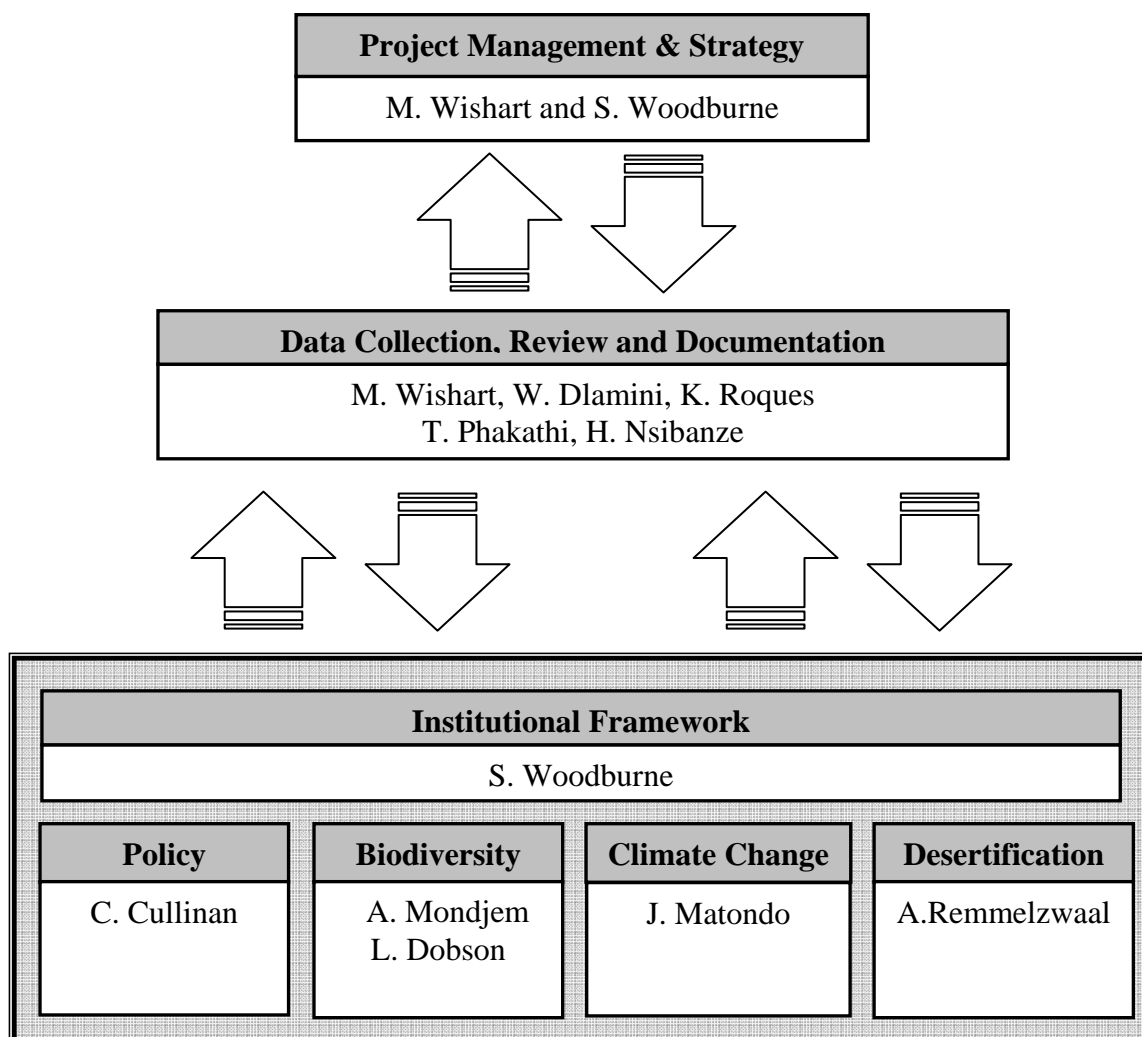 Project Management & Strategy
M. Wishart and S. Woodburne
Data Collection, Review and Documentation
M. Wishart, W. Dlamini, K. Roques
T. Phakathi, H. Nsibanze
Institutional Framework
S. Woodburne
Policy
C. Cullinan
Biodiversity
A. Mondjem
L. Dobson
Climate Change
J. Matondo
Desertification
A.Remmelzwaal